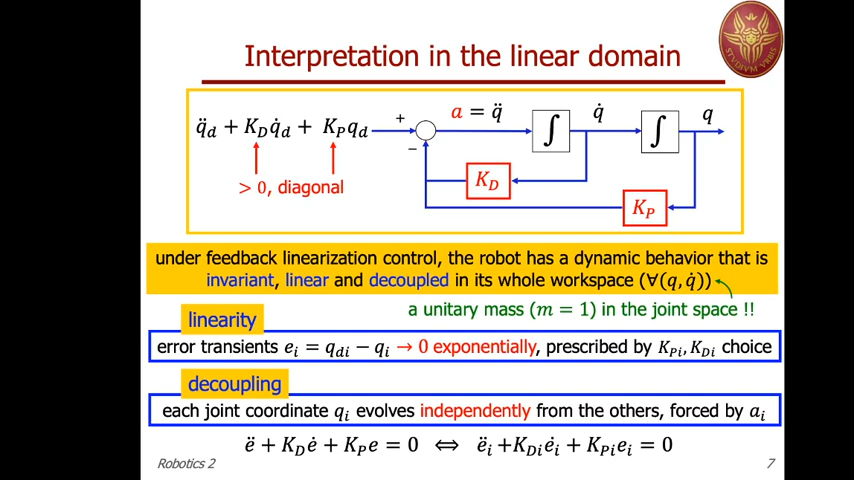 Interpretation in the linear domain
STVDIVM VRBIS
q̈_d + K_D q̇_d + K_P q_d
+
−
a = q̈
∫
q̇
∫
q
> 0, diagonal
K_D
K_P
under feedback linearization control, the robot has a dynamic behavior that is
invariant, linear and decoupled in its whole workspace (∀(q, q̇))
a unitary mass (m = 1) in the joint space !!
linearity
error transients e_i = q_di − q_i → 0 exponentially, prescribed by K_Pi, K_Di choice
decoupling
each joint coordinate q_i evolves independently from the others, forced by a_i
ë + K_D ė + K_P e = 0 ⇔ ë_i + K_Di ė_i + K_Pi e_i = 0
Robotics 2
7